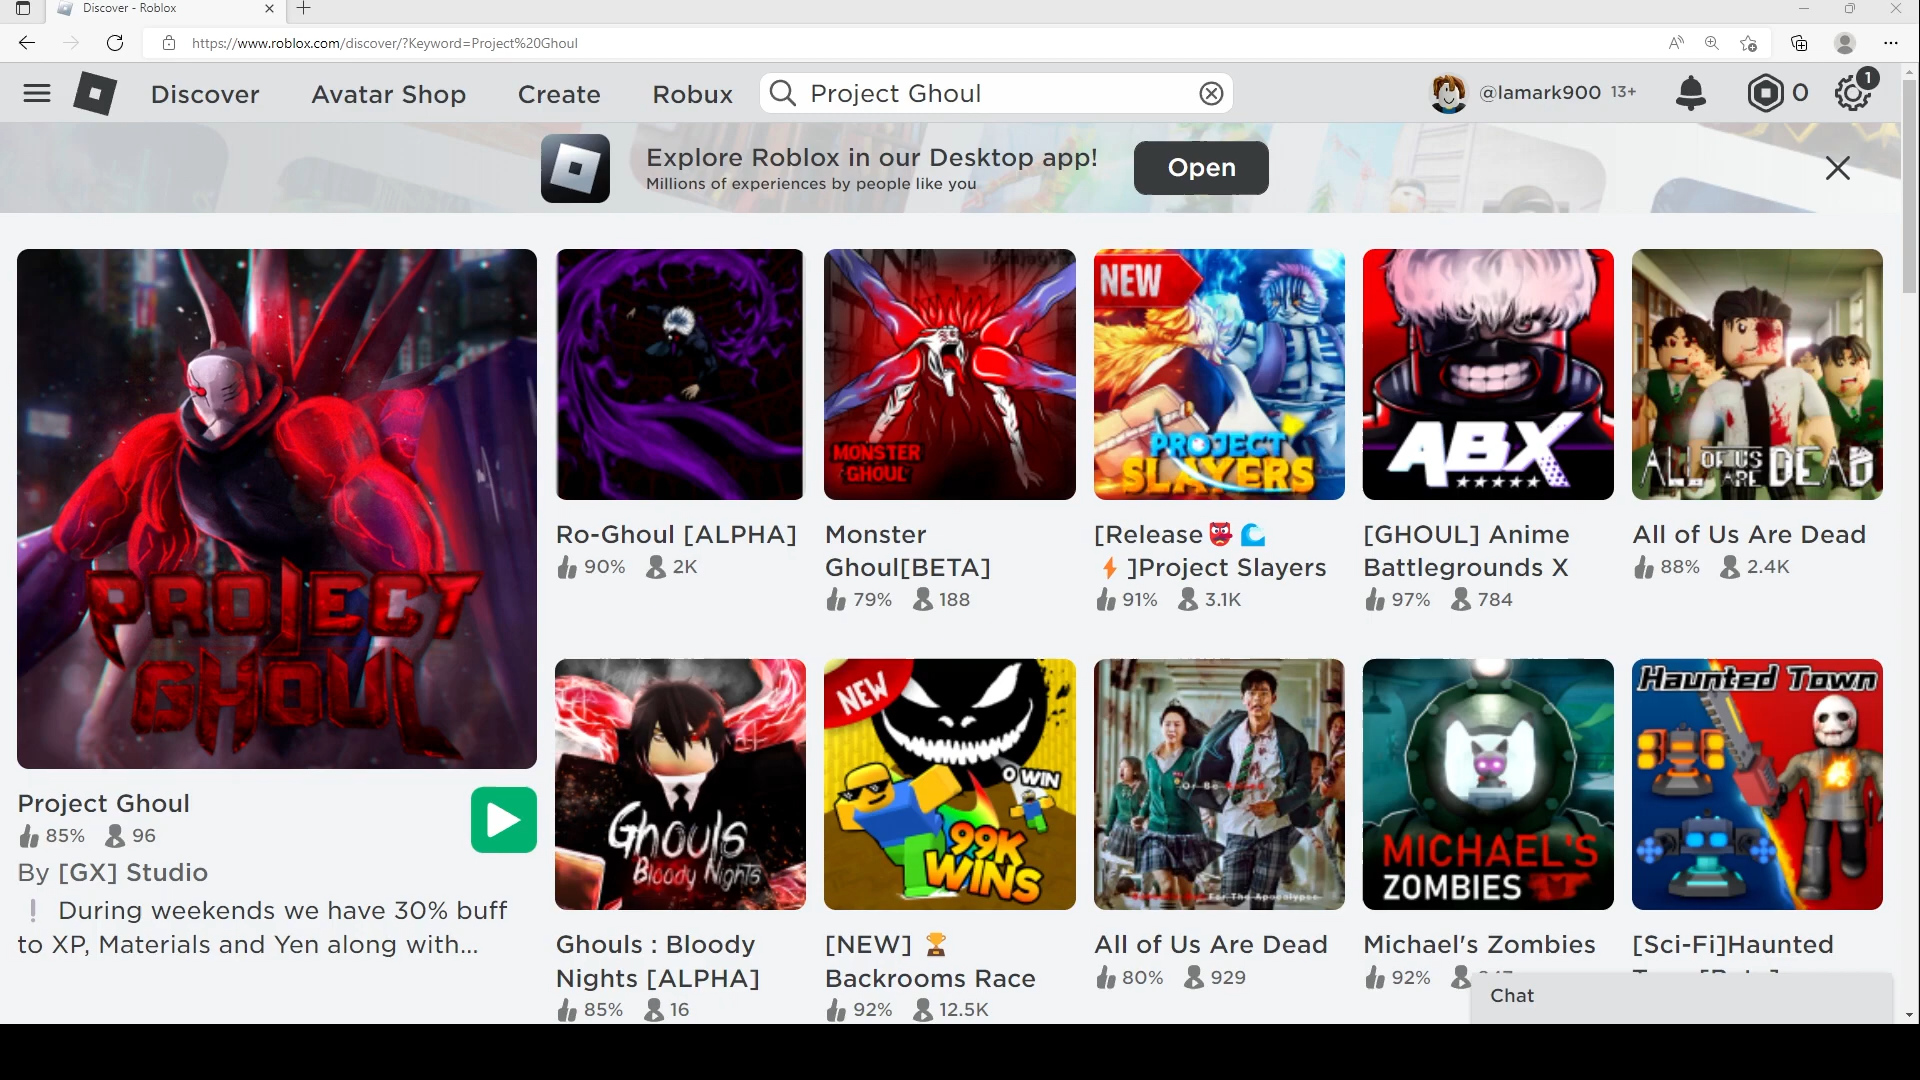 Discover - Roblox
https://www.roblox.com/discover/?Keyword=Project%20Ghoul
Discover
Avatar Shop
Create
Robux
Project Ghoul
@lamark900 13+
0
1
Explore Roblox in our Desktop app!
Millions of experiences by people like you
Open
PROJECT
GHOUL
Project Ghoul
85% 96
By [GX] Studio
❗ During weekends we have 30% buff
to XP, Materials and Yen along with...
Ro-Ghoul [ALPHA]
90% 2K
MONSTER
GHOUL
Monster
Ghoul[BETA]
79% 188
NEW
PROJECT
SLAYERS
[Release👹🌊
⚡]Project Slayers
91% 3.1K
ABX
[GHOUL] Anime
Battlegrounds X
97% 784
ALL OF US ARE DEAD
All of Us Are Dead
88% 2.4K
Ghouls
Bloody Nights
Ghouls : Bloody
Nights [ALPHA]
85% 16
NEW
0 WIN
99K
WINS
[NEW] 🏆
Backrooms Race
92% 12.5K
All of Us Are Dead
80% 929
MICHAEL'S
ZOMBIES
Michael's Zombies
92%
Haunted Town
[Sci-Fi]Haunted
Chat